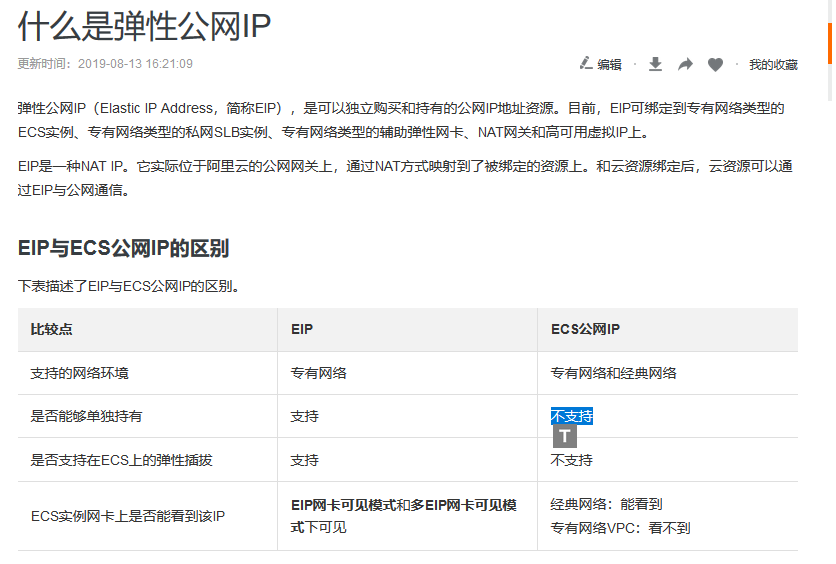 什么是弹性公网IP
更新时间：2019-08-13 16:21:09
编辑 · · 我的收藏
弹性公网IP（Elastic IP Address，简称EIP），是可以独立购买和持有的公网IP地址资源。目前，EIP可绑定到专有网络类型的
ECS实例、专有网络类型的私网SLB实例、专有网络类型的辅助弹性网卡、NAT网关和高可用虚拟IP上。
EIP是一种NAT IP。它实际位于阿里云的公网网关上，通过NAT方式映射到了被绑定的资源上。和云资源绑定后，云资源可以通
过EIP与公网通信。
EIP与ECS公网IP的区别
下表描述了EIP与ECS公网IP的区别。
比较点 EIP ECS公网IP
支持的网络环境 专有网络 专有网络和经典网络
是否能够单独持有 支持 不支持
T
是否支持在ECS上的弹性插拔 支持 不支持
ECS实例网卡上是否能看到该IP
EIP网卡可见模式和多EIP网卡可见模
式下可见
经典网络：能看到
专有网络VPC：看不到